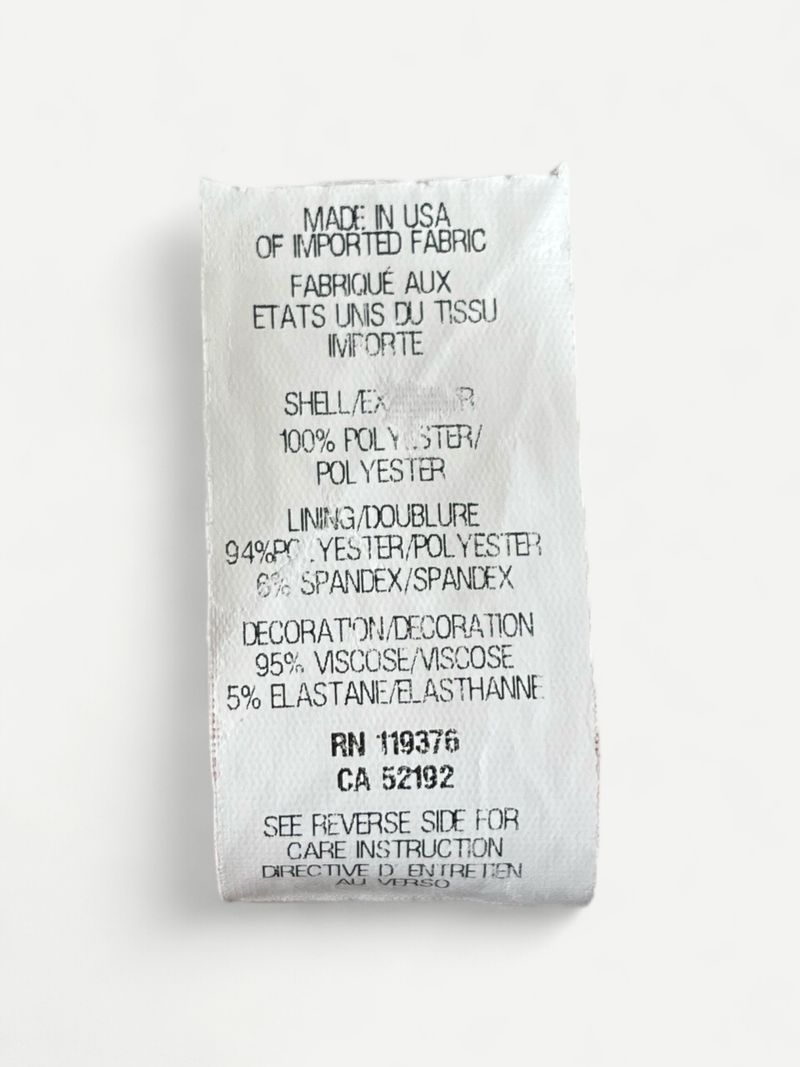 MADE IN USA
OF IMPORTED FABRIC
FABRIQUÉ AUX
ETATS UNIS DU TISSU
IMPORTE
100% POLYESTER/
POLYESTER
LINING/DOUBLURE
94%POLYESTER/POLYESTER
6% SPANDEX/SPANDEX
DECORATION/DECORATION
95% VISCOSE/VISCOSE
5% ELASTANE/ELASTHANNE
RN 119376
CA 52192
SEE REVERSE SIDE FOR
CARE INSTRUCTION
DIRECTIVE D' ENTRETIEN
AU VERSO